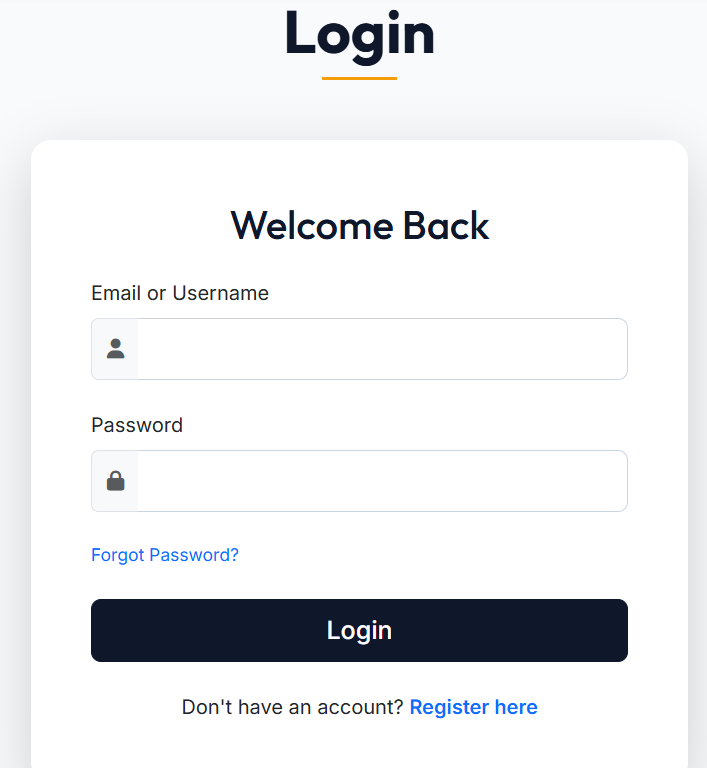 Login
Welcome Back
Email or Username
Password
Forgot Password?
Login
Don't have an account? Register here